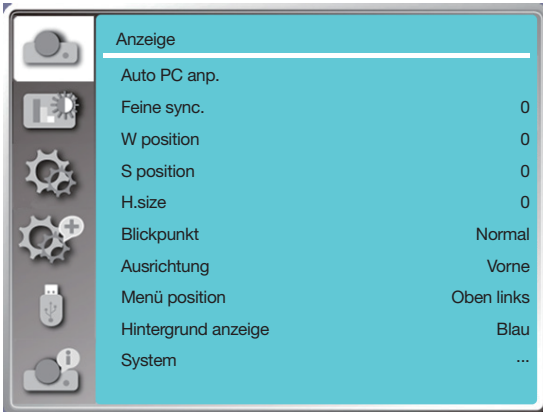 Anzeige
Auto PC anp.
Feine sync. 0
W position 0
S position 0
H.size 0
Blickpunkt Normal
Ausrichtung Vorne
Menü position Oben links
Hintergrund anzeige Blau
System ...